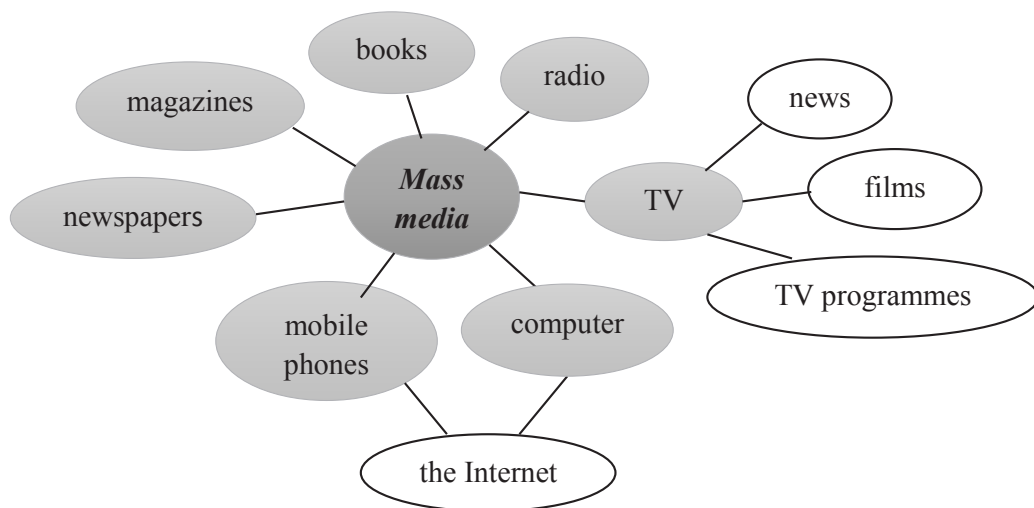 books
radio
magazines
news
Mass
media
TV
films
newspapers
TV programmes
mobile
phones
computer
the Internet